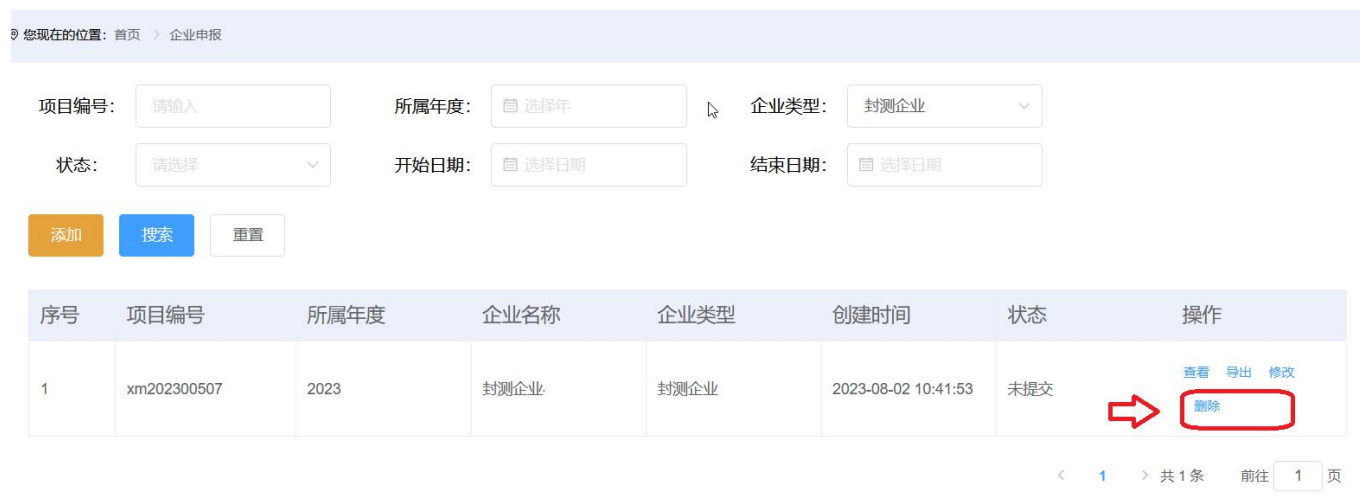 您现在的位置：首页 > 企业申报
项目编号： 请输入 所属年度： 选择年 企业类型： 封测企业
状态： 请选择 开始日期： 选择日期 结束日期： 选择日期
添加 搜索 重置
序号 项目编号 所属年度 企业名称 企业类型 创建时间 状态 操作
1 xm202300507 2023 封测企业 封测企业 2023-08-02 10:41:53 未提交 查看 导出 修改
删除
< 1 > 共 1 条 前往 1 页